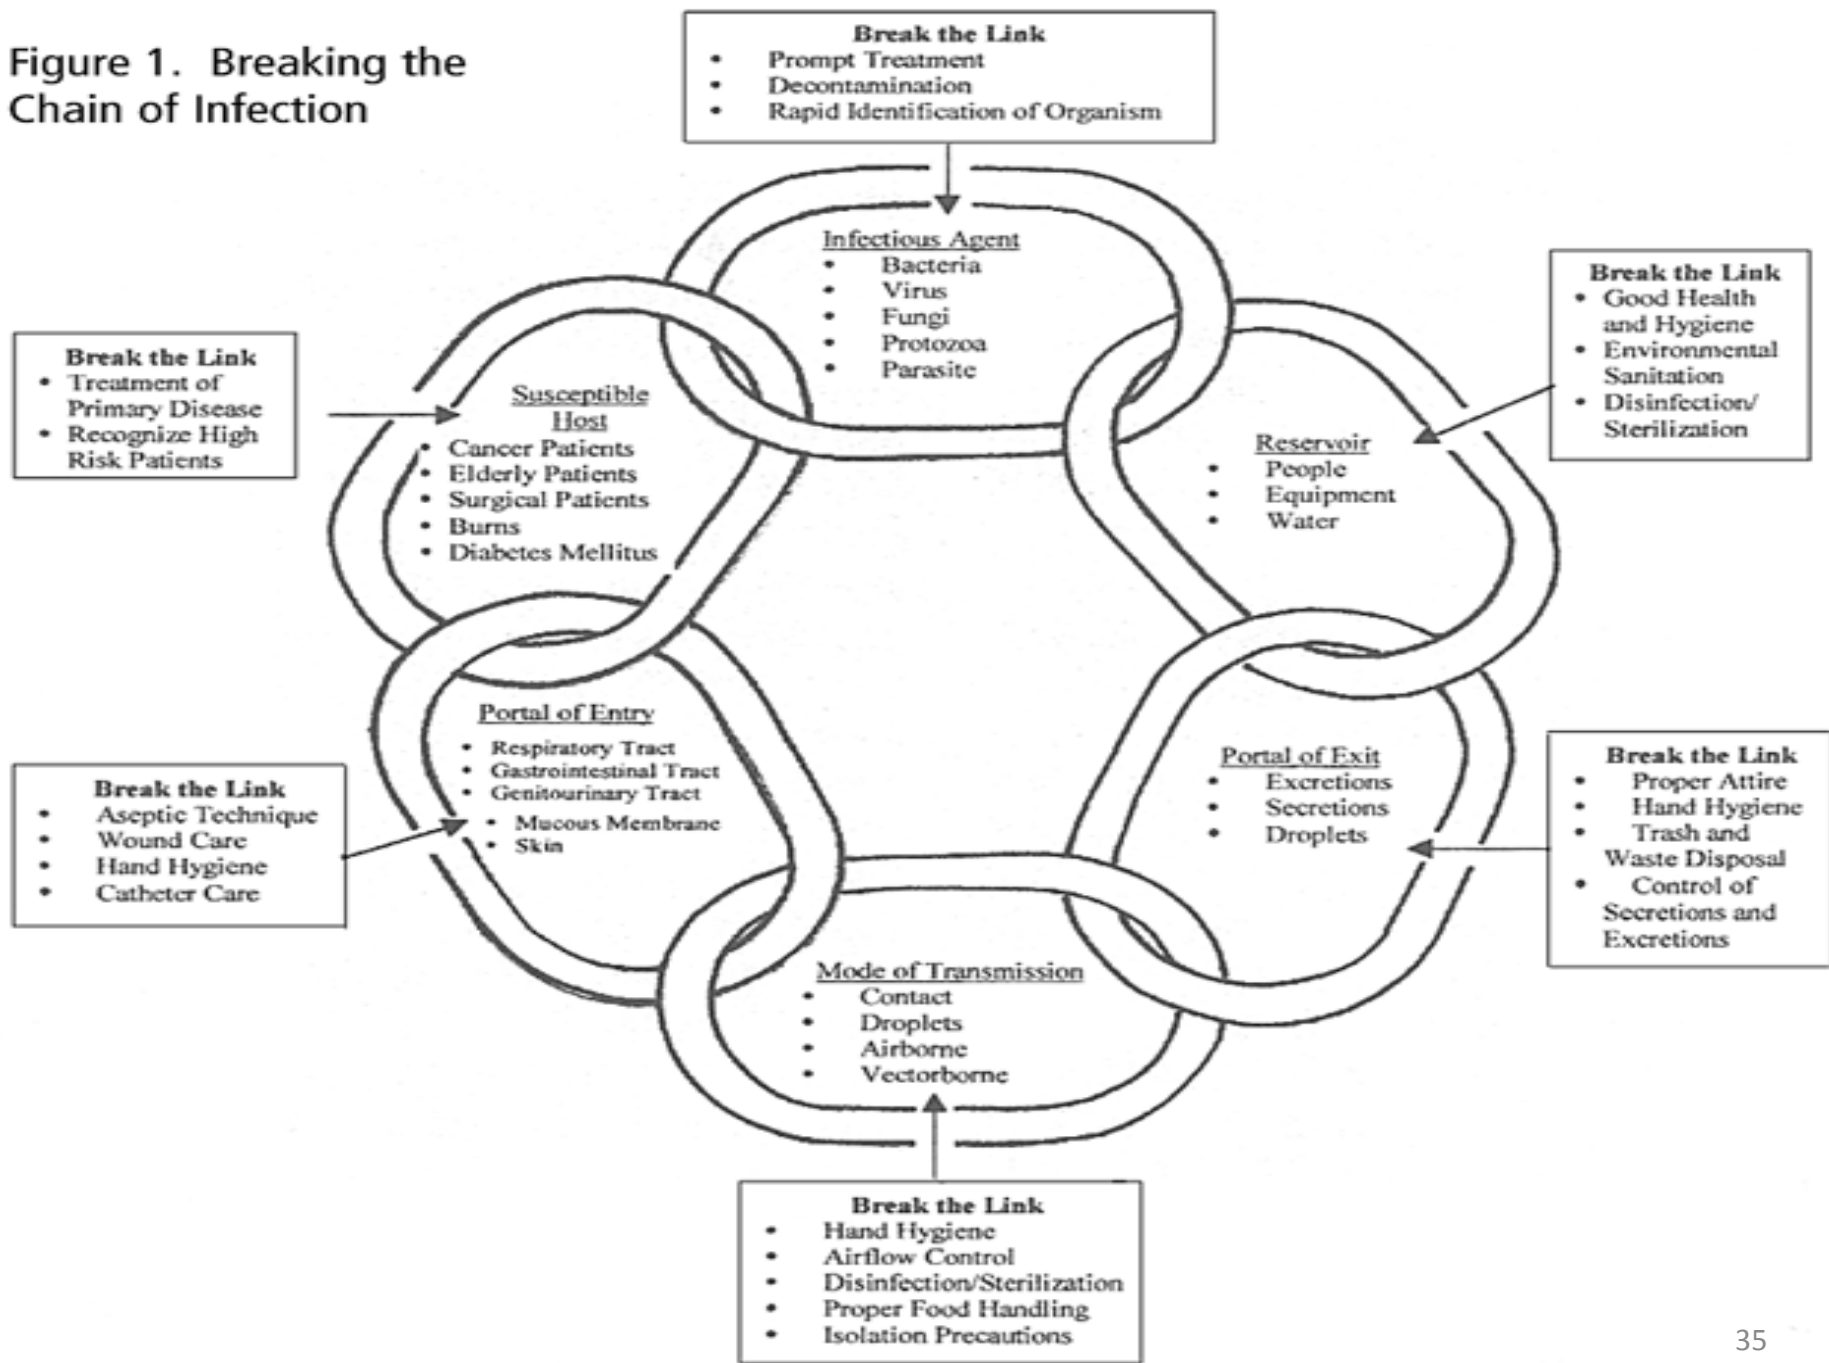 Figure 1. Breaking the
Chain of Infection
Break the Link
• Prompt Treatment
• Decontamination
• Rapid Identification of Organism
Infectious Agent
• Bacteria
• Virus
• Fungi
• Protozoa
• Parasite
Break the Link
• Good Health
and Hygiene
• Environmental
Sanitation
• Disinfection/
Sterilization
Reservoir
• People
• Equipment
• Water
Break the Link
• Proper Attire
• Hand Hygiene
• Trash and
Waste Disposal
• Control of
Secretions and
Excretions
Portal of Exit
• Excretions
• Secretions
• Droplets
Mode of Transmission
• Contact
• Droplets
• Airborne
• Vectorborne
Break the Link
• Hand Hygiene
• Airflow Control
• Disinfection/Sterilization
• Proper Food Handling
• Isolation Precautions
Portal of Entry
• Respiratory Tract
• Gastrointestinal Tract
• Genitourinary Tract
• Mucous Membrane
• Skin
Break the Link
• Aseptic Technique
• Wound Care
• Hand Hygiene
• Catheter Care
Susceptible
Host
• Cancer Patients
• Elderly Patients
• Surgical Patients
• Burns
• Diabetes Mellitus
Break the Link
• Treatment of
Primary Disease
• Recognize High
Risk Patients
35